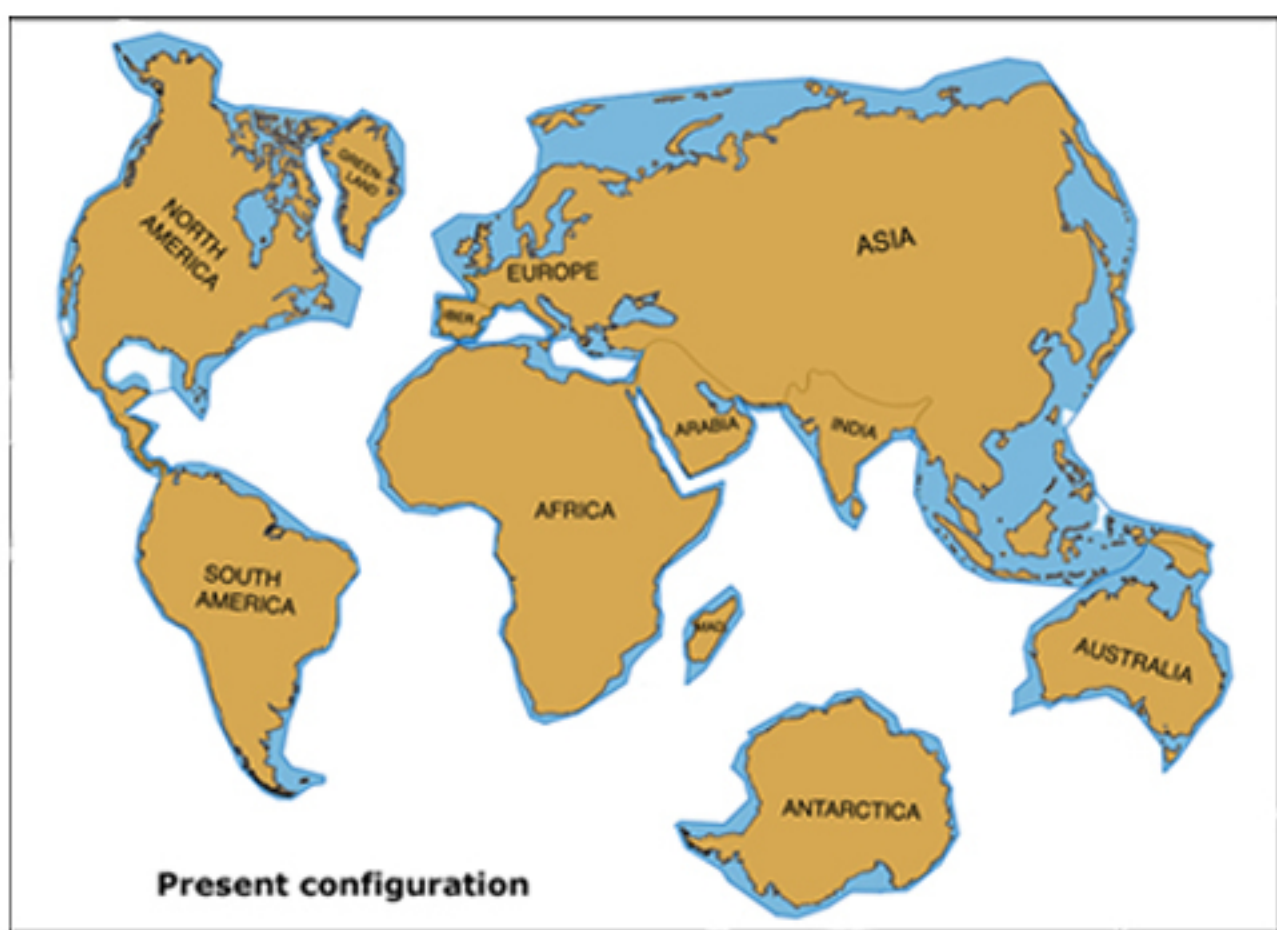 GREEN-
LAND
NORTH
AMERICA
ASIA
EUROPE
IBER.
ARABIA
INDIA
AFRICA
SOUTH
AMERICA
MAD.
AUSTRALIA
ANTARCTICA
Present configuration